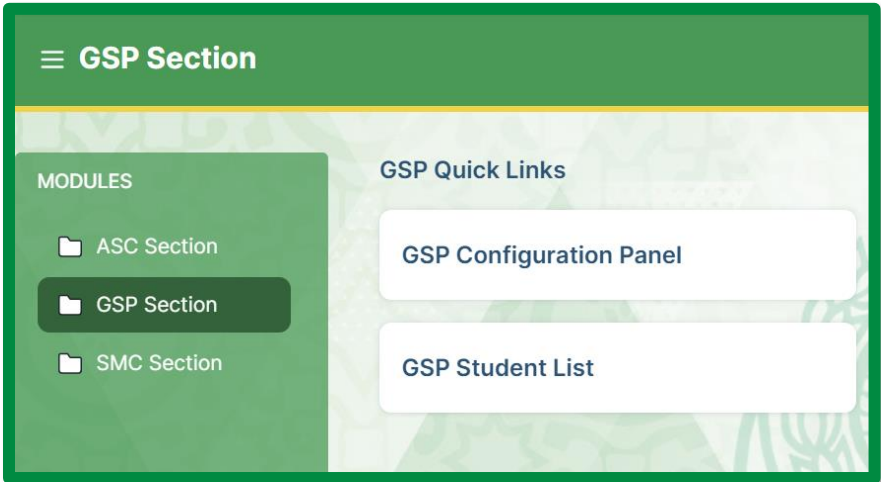 GSP Section
MODULES
ASC Section
GSP Section
SMC Section
GSP Quick Links
GSP Configuration Panel
GSP Student List